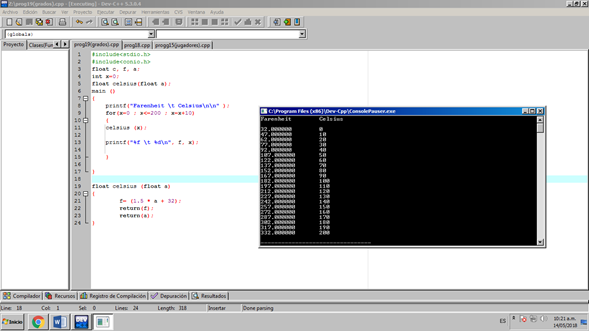 D:\prog19(grados).cpp - [Executing] - Dev-C++ 5.3.0.4
Archivo Edición Buscar Ver Proyecto Ejecutar Depurar Herramientas CVS Ventana Ayuda
(globals)
Proyecto Clases(Fun
prog19(grados).cpp prog18.cpp progg15(jugadores).cpp
1 #include<stdio.h>
2 #include<conio.h>
3 float c, f, a;
4 int x=0;
5 float celsius(float a);
6 main ()
7 {
8 printf("Farenheit \t Celsius\n\n" );
9 for(x=0 ; x<=200 ; x=x+10)
10 {
11 celsius (x);
12
13 printf("%f \t %d\n", f, x);
14
15 }
16
17 }
18
19 float celsius (float a)
20 {
21 f= (1.5 * a + 32);
22 return(f);
23 return(x);
24 }
C:\Program Files (x86)\Dev-Cpp\ConsolePauser.exe
Farenheit Celsius
32.000000 0
47.000000 10
62.000000 20
77.000000 30
92.000000 40
107.000000 50
122.000000 60
137.000000 70
152.000000 80
167.000000 90
182.000000 100
197.000000 110
212.000000 120
227.000000 130
242.000000 140
257.000000 150
272.000000 160
287.000000 170
302.000000 180
317.000000 190
332.000000 200
--------------------------------
Compilador Recursos Registro de Compilación Depuración Resultados
Line: 18 Col: 1 Sel: 0 Lines: 24 Length: 318 Insertar Done parsing
Inicio
ES
10:21 a.m.
14/05/2018